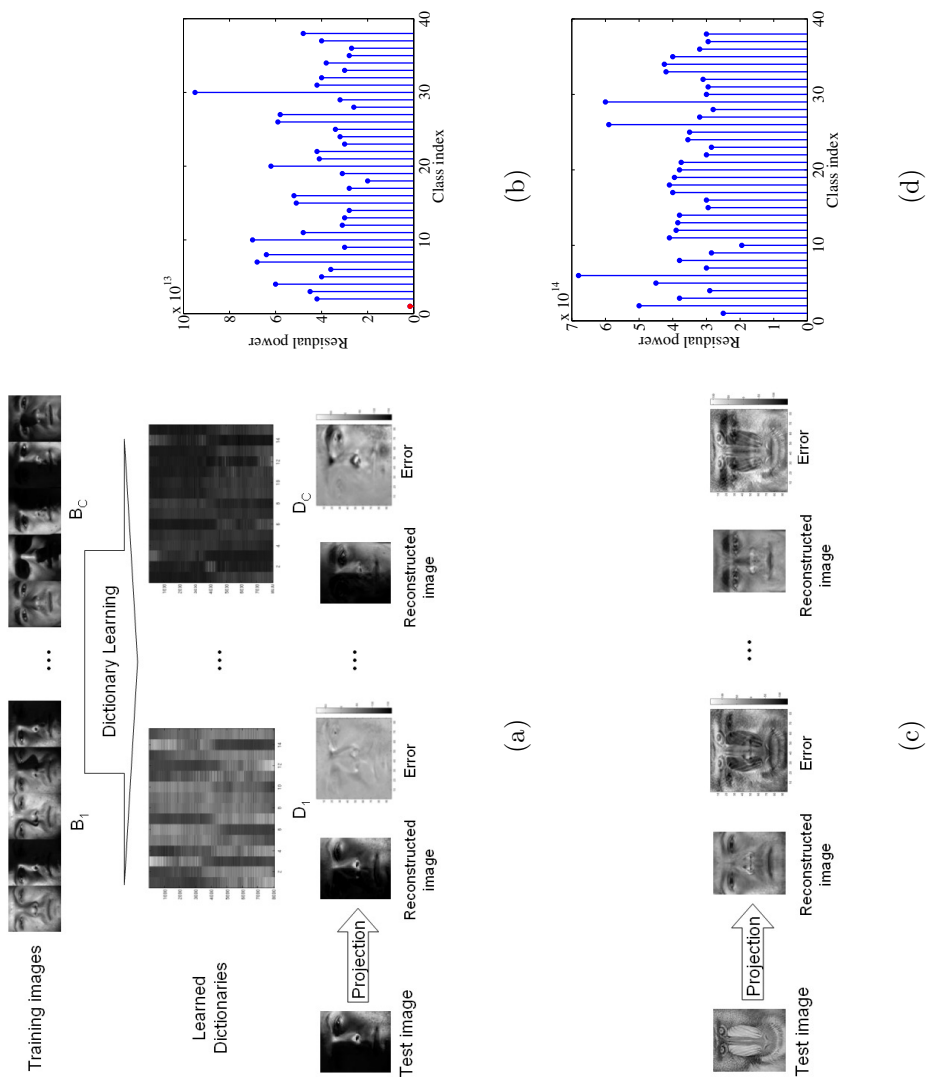 Training images
B1
...
BC
Dictionary Learning
Learned
Dictionaries
...
D1
DC
Test image
Projection
Reconstructed
image
Error
...
Reconstructed
image
Error
(a)
x 10^13
10
8
6
4
2
0
Residual power
0 10 20 30 40
Class index
(b)
Test image
Projection
Reconstructed
image
Error
...
Reconstructed
image
Error
(c)
x 10^14
7
6
5
4
3
2
1
0
Residual power
0 10 20 30 40
Class index
(d)